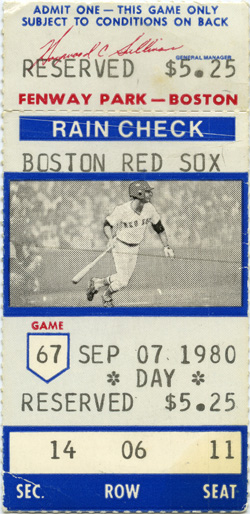 ADMIT ONE—THIS GAME ONLY
SUBJECT TO CONDITIONS ON BACK
Haywood C. Sullivan
GENERAL MANAGER
RESERVED $5.25
FENWAY PARK—BOSTON
RAIN CHECK
BOSTON RED SOX
RED SOX
GAME
67 SEP 07 1980
* DAY *
RESERVED $5.25
14 06 11
SEC. ROW SEAT